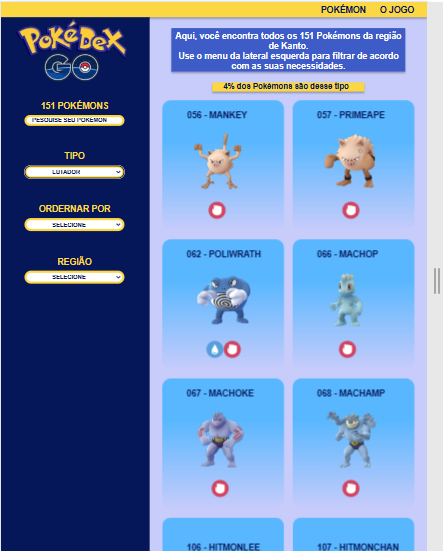 POKÉMON O JOGO
POKÉDEX
GO
151 POKÉMONS
PESQUISE SEU POKÉMON
TIPO
LUTADOR
ORDERNAR POR
SELECIONE
REGIÃO
SELECIONE
Aqui, você encontra todos os 151 Pokémons da região
de Kanto.
Use o menu da lateral esquerda para filtrar de acordo
com as suas necessidades.
4% dos Pokémons são desse tipo
056 - MANKEY
057 - PRIMEAPE
062 - POLIWRATH
066 - MACHOP
067 - MACHOKE
068 - MACHAMP
106 - HITMONLEE
107 - HITMONCHAN